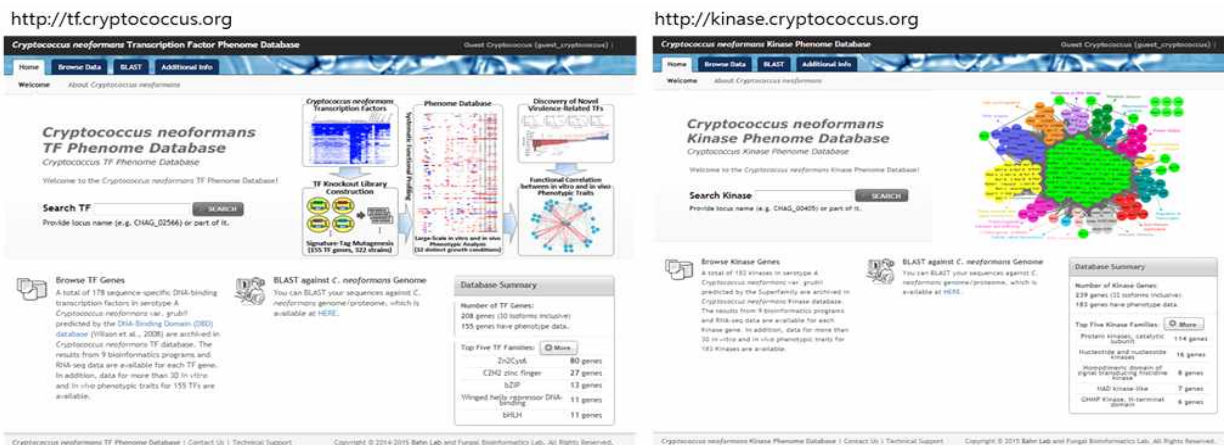 http://tf.cryptococcus.org
Cryptococcus neoformans Transcription Factor Phenome Database
Guest Cryptococcus (guest_cryptococcus) |
Home
Browse Data
BLAST
Additional Info
Welcome
About Cryptococcus neoformans
Cryptococcus neoformans
TF Phenome Database
Cryptococcus TF Phenome Database
Welcome to the Cryptococcus neoformans TF Phenome Database!
Search TF
SEARCH
Provide locus name (e.g. CNAG_02566) or part of it.
Cryptococcus neoformans
Transcription Factors
TF Knockout Library
Construction
Signature-Tag Mutagenesis
(155 TF genes, 322 strains)
Systematic Functional Profiling
Phenome Database
Large-Scale in vitro and in vivo
Phenotypic Analysis
(32 distinct growth conditions)
Discovery of Novel
Virulence-Related TFs
Functional Correlation
between in vitro and in vivo
Phenotypic Traits
Browse TF Genes
A total of 178 sequence-specific DNA-binding
transcription factors in serotype A
Cryptococcus neoformans var. grubii
predicted by the DNA-Binding Domain (DBD)
database (Wilson et al., 2008) are archived in
Cryptococcus neoformans TF database. The
results from 9 bioinformatics programs and
RNA-seq data are available for each TF gene.
In addition, data for more than 30 in vitro
and in vivo phenotypic traits for 155 TFs are
available.
BLAST against C. neoformans Genome
You can BLAST your sequences against C.
neoformans genome/proteome, which is
available at HERE.
Database Summary
Number of TF Genes:
208 genes (30 isoforms inclusive)
155 genes have phenotype data.
Top Five TF Families:
More
Zn2Cys6 80 genes
C2H2 zinc finger 27 genes
bZIP 13 genes
Winged helix repressor DNA-
binding 11 genes
bHLH 11 genes
Cryptococcus neoformans TF Phenome Database | Contact Us | Technical Support
Copyright © 2014-2015 Bahn Lab and Fungal Bioinformatics Lab. All Rights Reserved.
http://kinase.cryptococcus.org
Cryptococcus neoformans Kinase Phenome Database
Guest Cryptococcus (guest_cryptococcus) |
Home
Browse Data
BLAST
Additional Info
Welcome
About Cryptococcus neoformans
Cryptococcus neoformans
Kinase Phenome Database
Cryptococcus Kinase Phenome Database
Welcome to the Cryptococcus neoformans Kinase Phenome Database!
Search Kinase
SEARCH
Provide locus name (e.g. CNAG_00405) or part of it.
Browse Kinase Genes
A total of 183 kinases in serotype A
Cryptococcus neoformans var. grubii
predicted by the Superfamily are archived in
Cryptococcus neoformans Kinase database.
The results from 9 bioinformatics programs
and RNA-seq data are available for each
Kinase gene. In addition, data for more than
30 in vitro and in vivo phenotypic traits for
183 Kinases are available.
BLAST against C. neoformans Genome
You can BLAST your sequences against C.
neoformans genome/proteome, which is
available at HERE.
Database Summary
Number of Kinase Genes:
239 genes (31 isoforms inclusive)
183 genes have phenotype data.
Top Five Kinase Families:
More
Protein kinases, catalytic
subunit 114 genes
Nucleotide and nucleoside
kinases 16 genes
Homodimeric domain of
signal transducing histidine
kinase 8 genes
HAD kinase-like 7 genes
GHMP Kinase, N-terminal
domain 6 genes
Cryptococcus neoformans Kinase Phenome Database | Contact Us | Technical Support
Copyright © 2015 Bahn Lab and Fungal Bioinformatics Lab. All Rights Reserved.